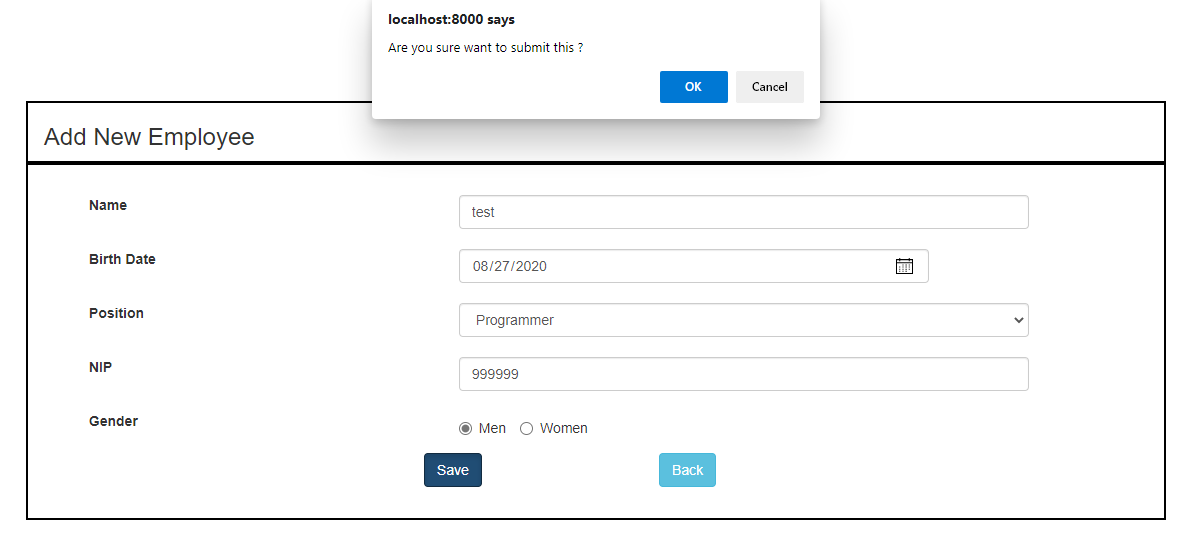 localhost:8000 says
Are you sure want to submit this ?
OK Cancel
Add New Employee
Name test
Birth Date 08/27/2020
Position Programmer
NIP 999999
Gender Men Women
Save Back